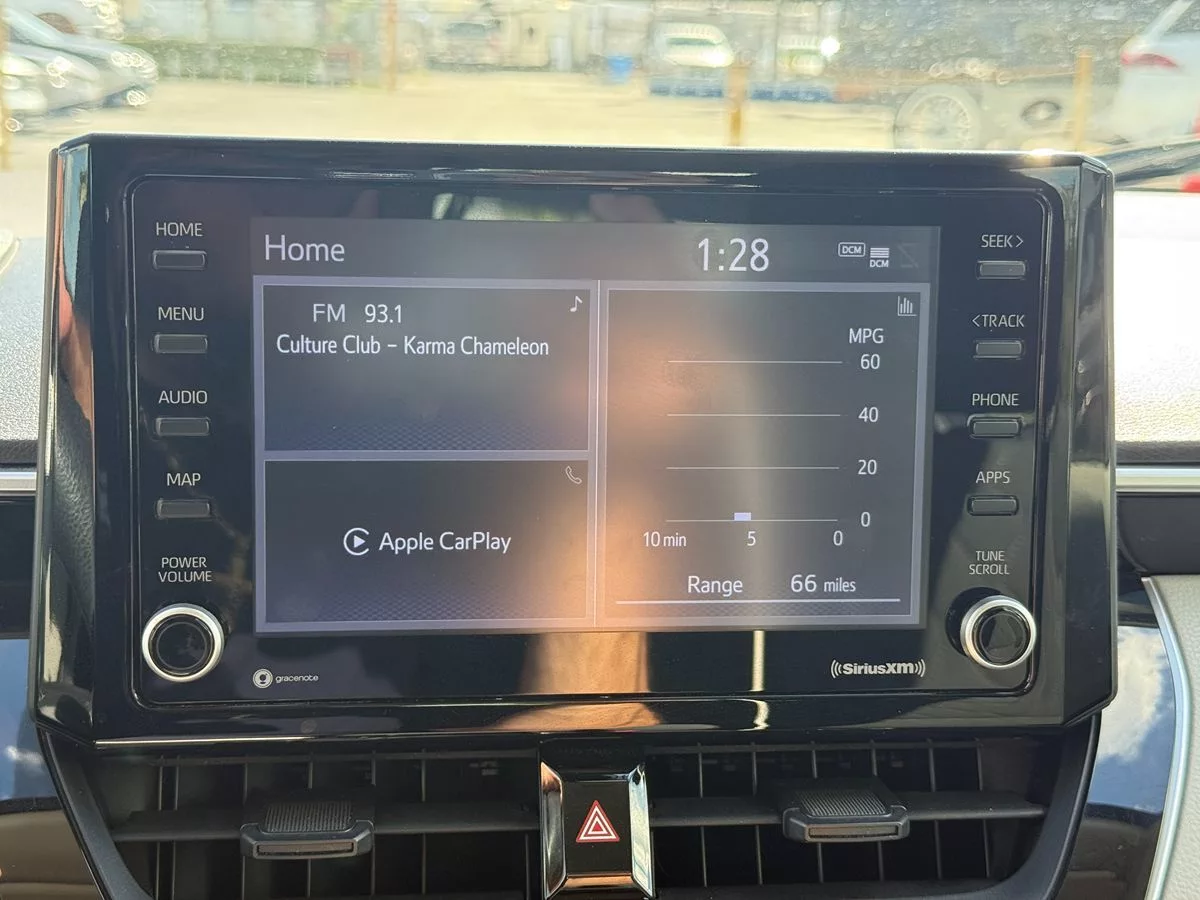 HOME
MENU
AUDIO
MAP
POWER
VOLUME
Home 1:28 DCM
DCM
FM 93.1
Culture Club - Karma Chameleon
Apple CarPlay
MPG
60
40
20
0
10 min 5 0
Range 66 miles
SEEK>
<TRACK
PHONE
APPS
TUNE
SCROLL
gracenote
((SiriusXM))